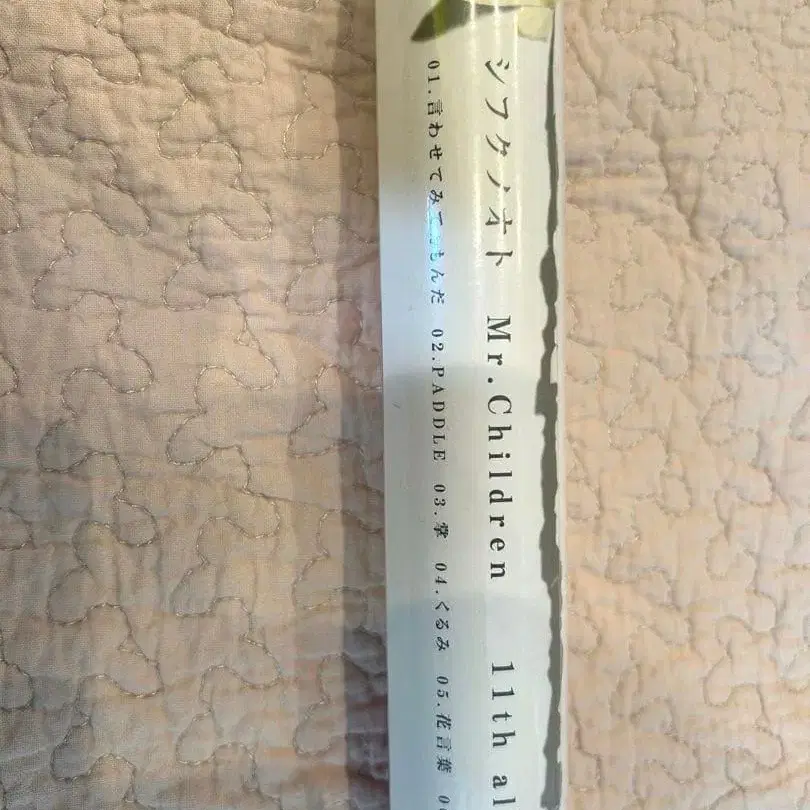 シフクノオト Mr.Children 11th al
01.言わせてみてぇもんだ 02.PADDLE 03.掌 04.くるみ 05.花言葉 0